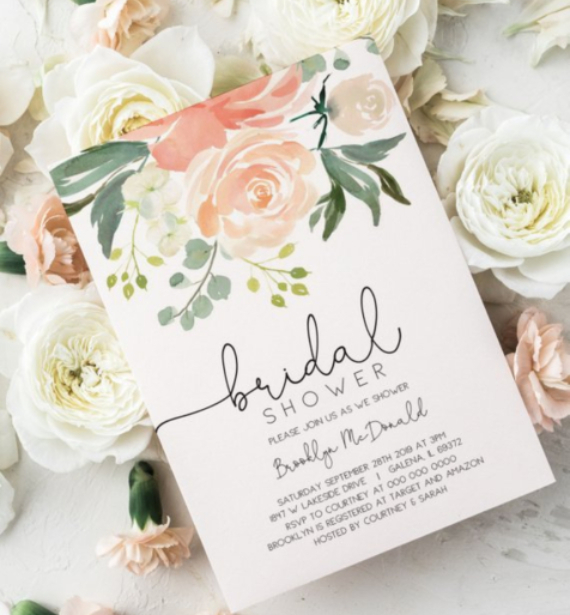 bridal
SHOWER
PLEASE JOIN US AS WE SHOWER
Brooklyn McDonald
SATURDAY SEPTEMBER 28TH 2019 AT 3PM
1847 W LAKESIDE DRIVE | GALENA, IL 69372
RSVP TO COURTNEY AT 000 000 0000
BROOKLYN IS REGISTERED AT TARGET AND AMAZON
HOSTED BY COURTNEY & SARAH